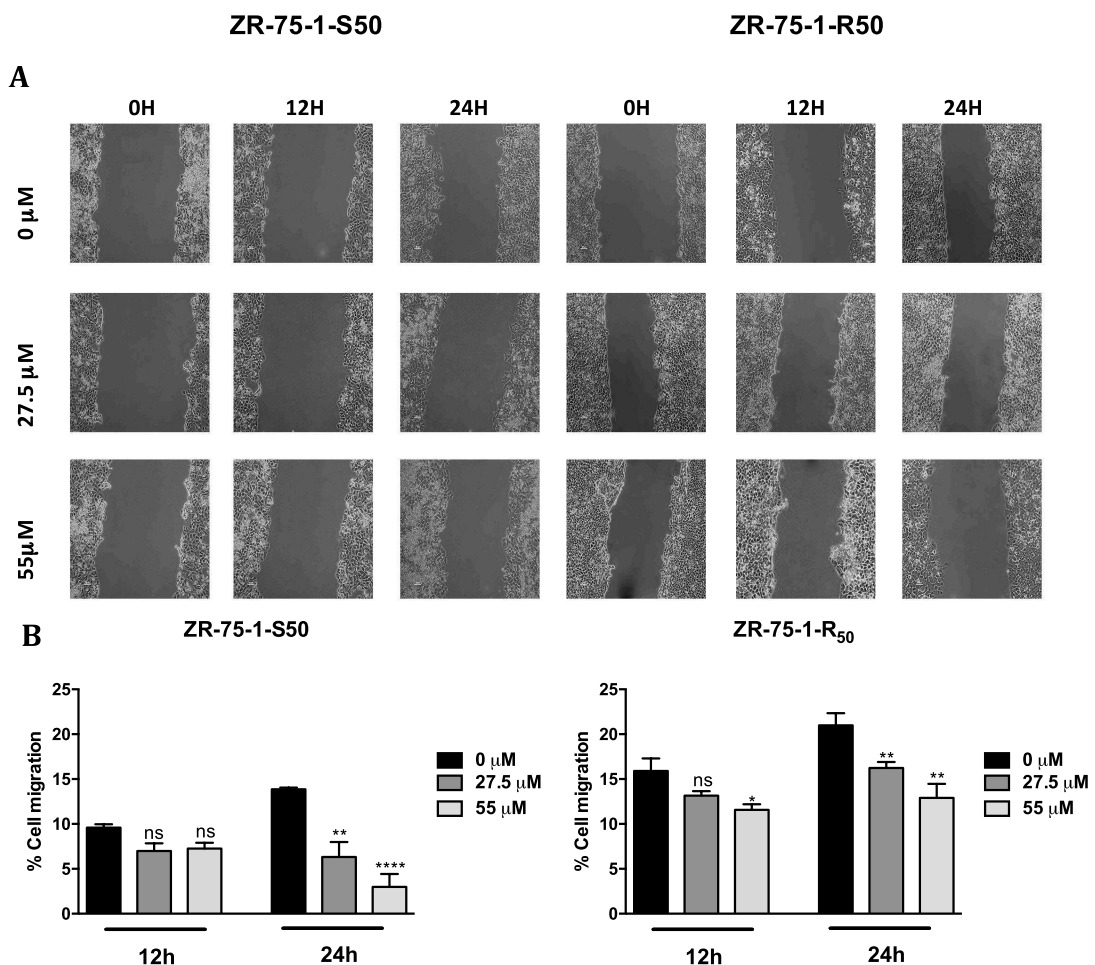 ZR-75-1-S50 ZR-75-1-R50
A
0H 12H 24H 0H 12H 24H
0 μM
27.5 μM
55μM
B
ZR-75-1-S50 ZR-75-1-R50
% Cell migration
25
20
15
10
5
0
ns ns ** ****
12h 24h
0 μM
27.5 μM
55 μM
% Cell migration
25
20
15
10
5
0
ns * ** **
12h 24h
0 μM
27.5 μM
55 μM